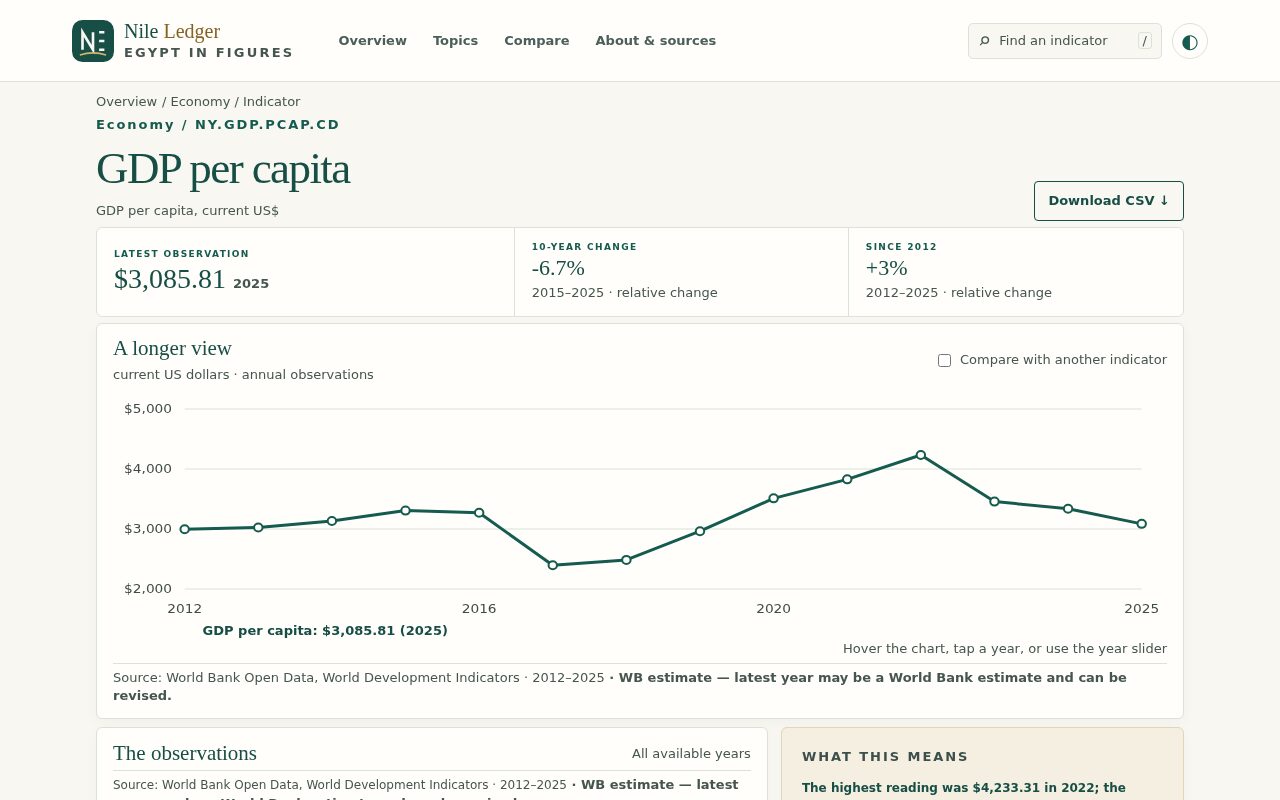 Nile Ledger
EGYPT IN FIGURES
Overview
Topics
Compare
About & sources
Find an indicator
/
Overview / Economy / Indicator
Economy / NY.GDP.PCAP.CD
GDP per capita
GDP per capita, current US$
Download CSV ↓
LATEST OBSERVATION
$3,085.81 2025
10-YEAR CHANGE
-6.7%
2015–2025 · relative change
SINCE 2012
+3%
2012–2025 · relative change
A longer view
current US dollars · annual observations
Compare with another indicator
$5,000
$4,000
$3,000
$2,000
2012
2016
2020
2025
GDP per capita: $3,085.81 (2025)
Hover the chart, tap a year, or use the year slider
Source: World Bank Open Data, World Development Indicators · 2012–2025 · WB estimate — latest year may be a World Bank estimate and can be
revised.
The observations
All available years
Source: World Bank Open Data, World Development Indicators · 2012–2025 · WB estimate — latest
WHAT THIS MEANS
The highest reading was $4,233.31 in 2022; the